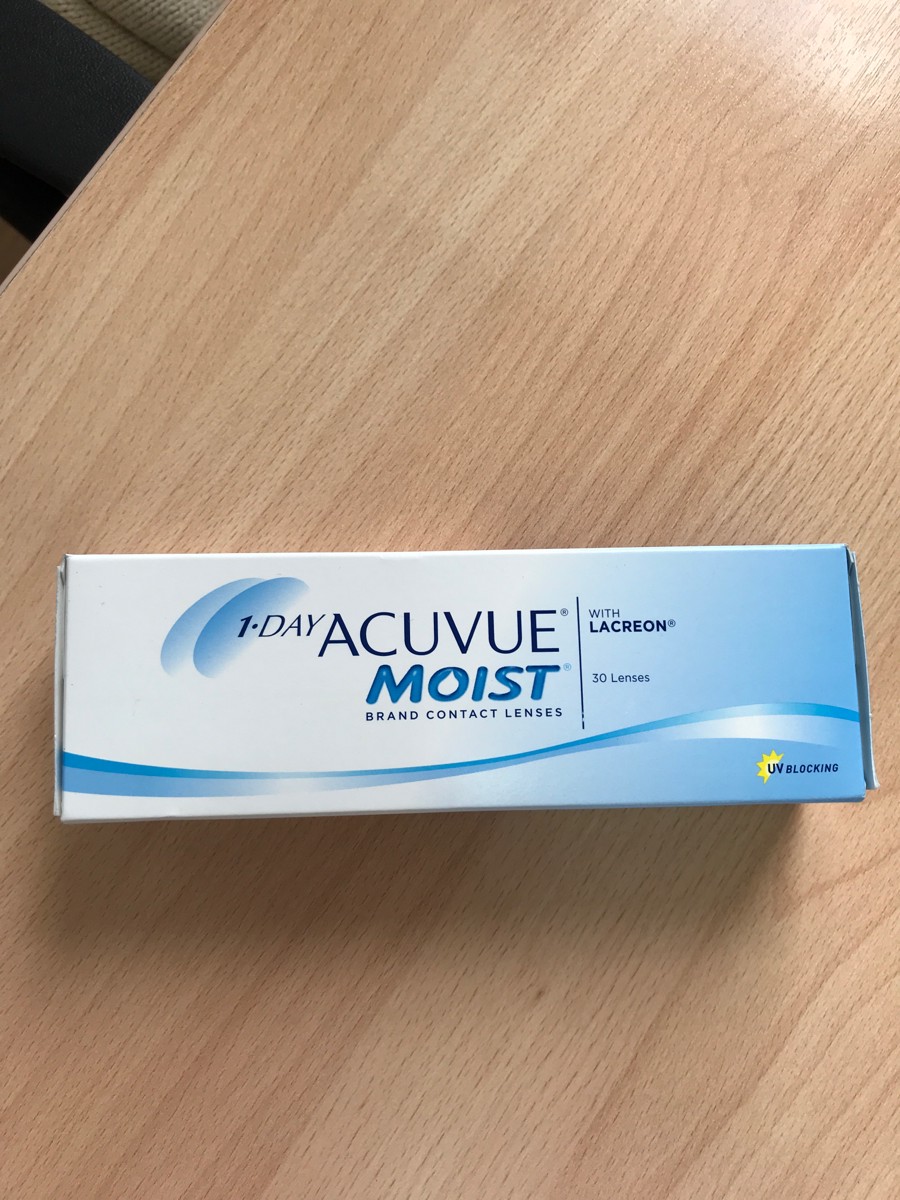 1·DAY ACUVUE®
MOIST®
BRAND CONTACT LENSES
WITH
LACREON®
30 Lenses
UV BLOCKING